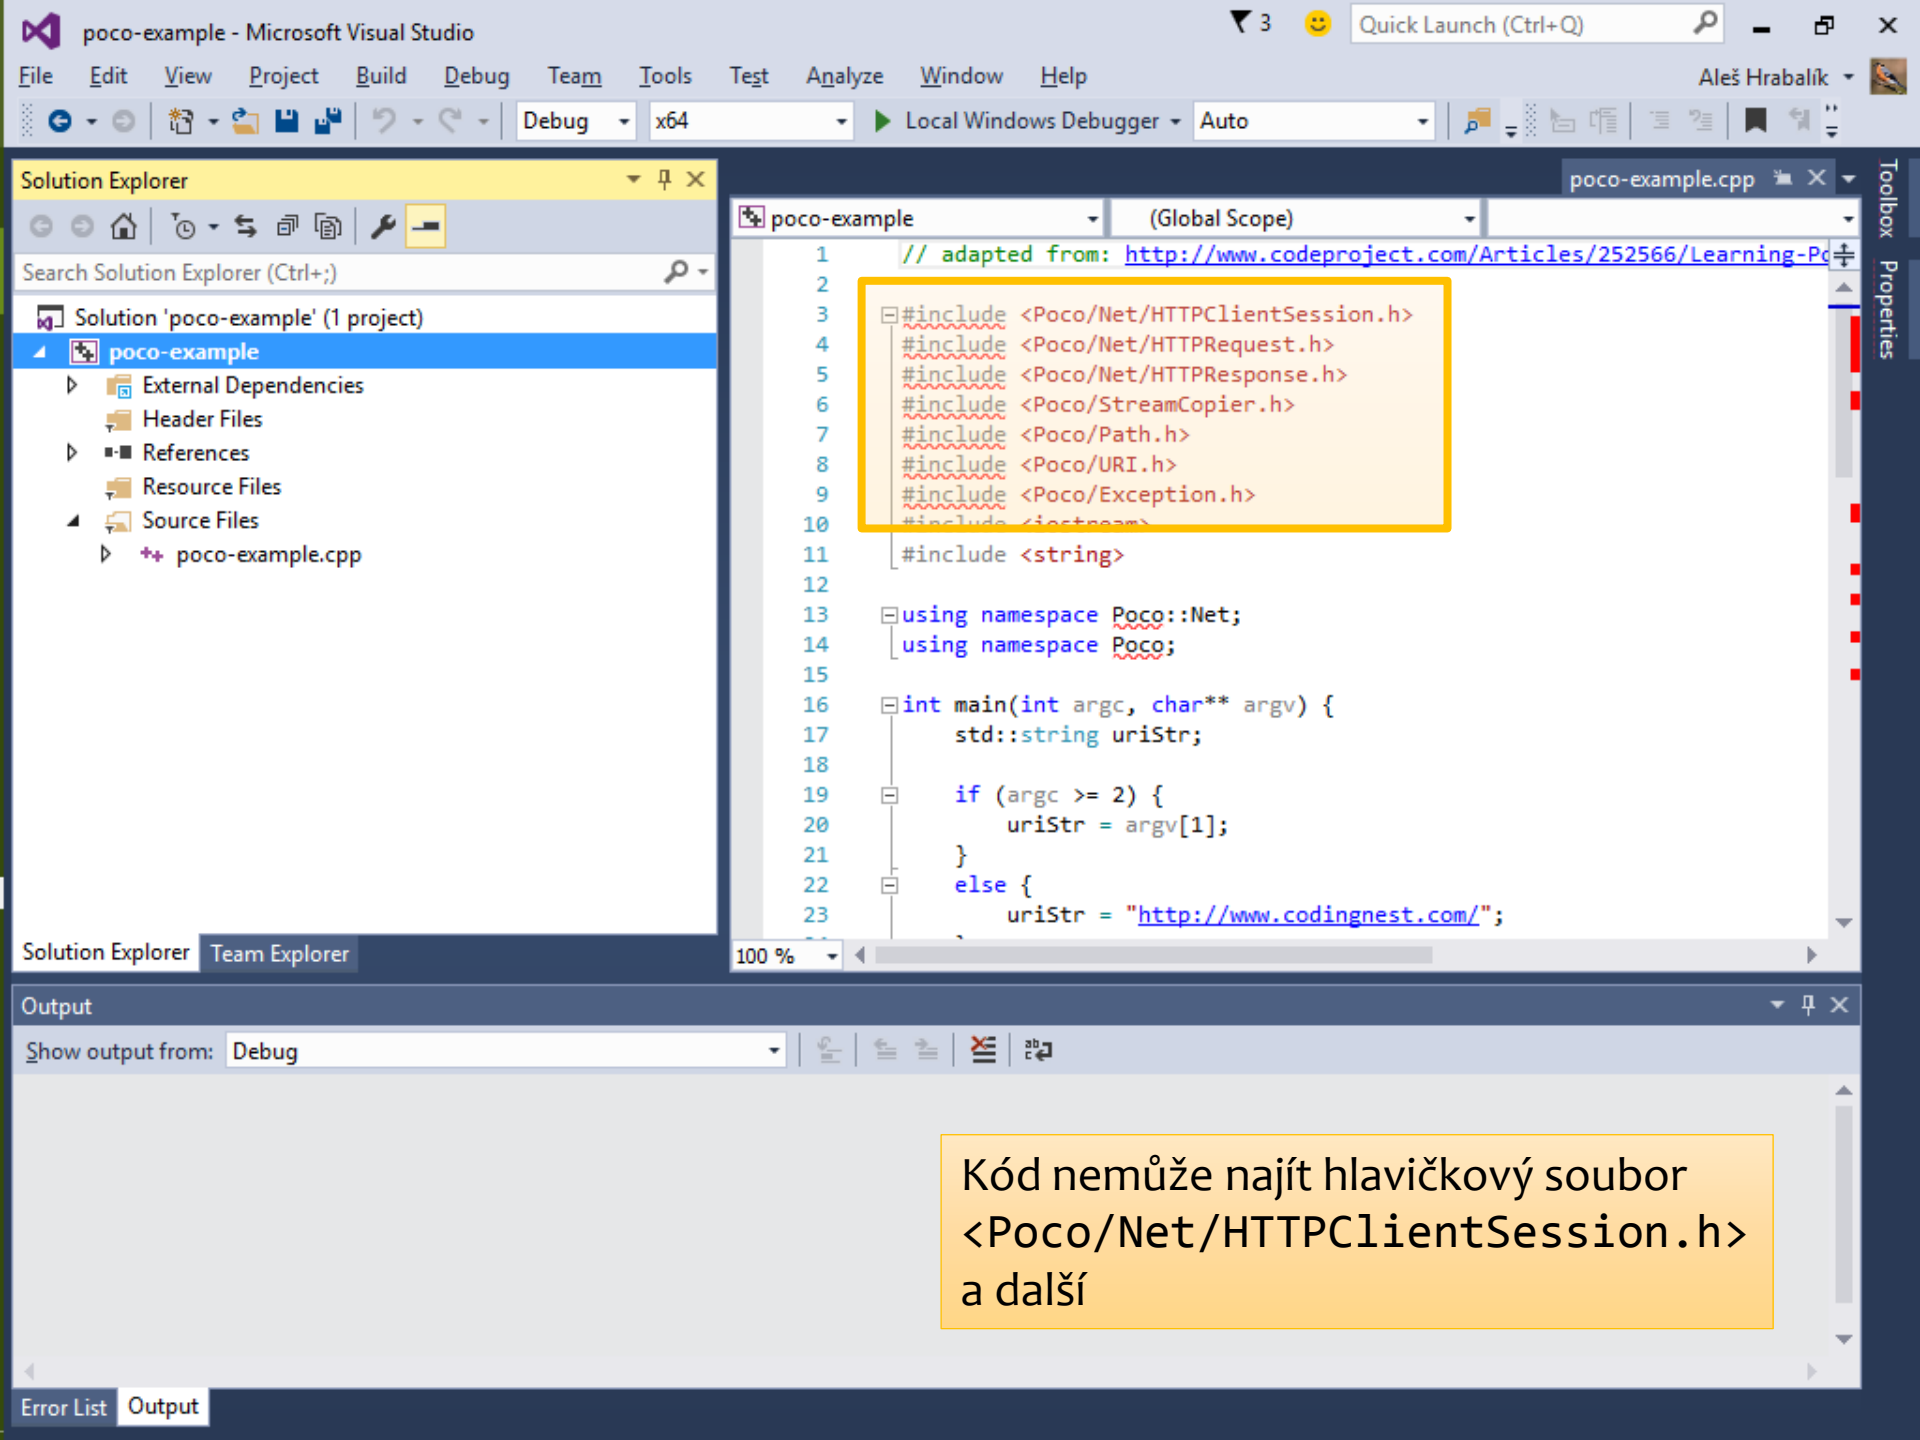 poco-example - Microsoft Visual Studio
3
Quick Launch (Ctrl+Q)
File Edit View Project Build Debug Team Tools Test Analyze Window Help
Aleš Hrabalík
Debug x64 Local Windows Debugger Auto
Solution Explorer
Search Solution Explorer (Ctrl+;)
Solution 'poco-example' (1 project)
poco-example
External Dependencies
Header Files
References
Resource Files
Source Files
poco-example.cpp
Solution Explorer Team Explorer
poco-example.cpp
poco-example (Global Scope)
1 // adapted from: http://www.codeproject.com/Articles/252566/Learning-Po
2
3 #include <Poco/Net/HTTPClientSession.h>
4 #include <Poco/Net/HTTPRequest.h>
5 #include <Poco/Net/HTTPResponse.h>
6 #include <Poco/StreamCopier.h>
7 #include <Poco/Path.h>
8 #include <Poco/URI.h>
9 #include <Poco/Exception.h>
10 #include <iostream>
11 #include <string>
12
13 using namespace Poco::Net;
14 using namespace Poco;
15
16 int main(int argc, char** argv) {
17 std::string uriStr;
18
19 if (argc >= 2) {
20 uriStr = argv[1];
21 }
22 else {
23 uriStr = "http://www.codingnest.com/";
100 %
Toolbox
Properties
Output
Show output from: Debug
Kód nemůže najít hlavičkový soubor
<Poco/Net/HTTPClientSession.h>
a další
Error List Output